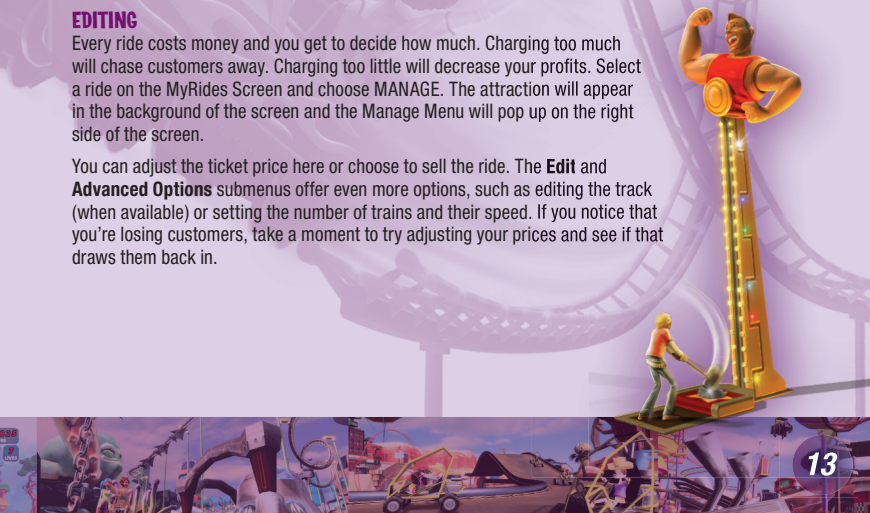 EDITING
Every ride costs money and you get to decide how much. Charging too much
will chase customers away. Charging too little will decrease your profits. Select
a ride on the MyRides Screen and choose MANAGE. The attraction will appear
in the background of the screen and the Manage Menu will pop up on the right
side of the screen.
You can adjust the ticket price here or choose to sell the ride. The Edit and
Advanced Options submenus offer even more options, such as editing the track
(when available) or setting the number of trains and their speed. If you notice that
you're losing customers, take a moment to try adjusting your prices and see if that
draws them back in.
13